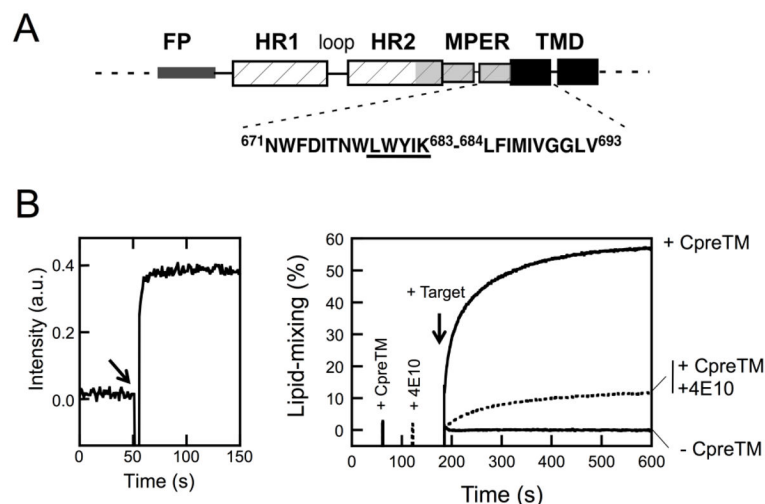 A
FP HR1 loop HR2 MPER TMD
671NWFDITNWLWYIK683-684LFIMIVGGLV693
B
Intensity (a.u.)
0.4
0.2
0.0
0 50 100 150
Time (s)
Lipid-mixing (%)
60
50
40
30
20
10
0
+ CpreTM
+ 4E10
+ Target
0 100 200 300 400 500 600
Time (s)
+ CpreTM
+ CpreTM
+4E10
- CpreTM